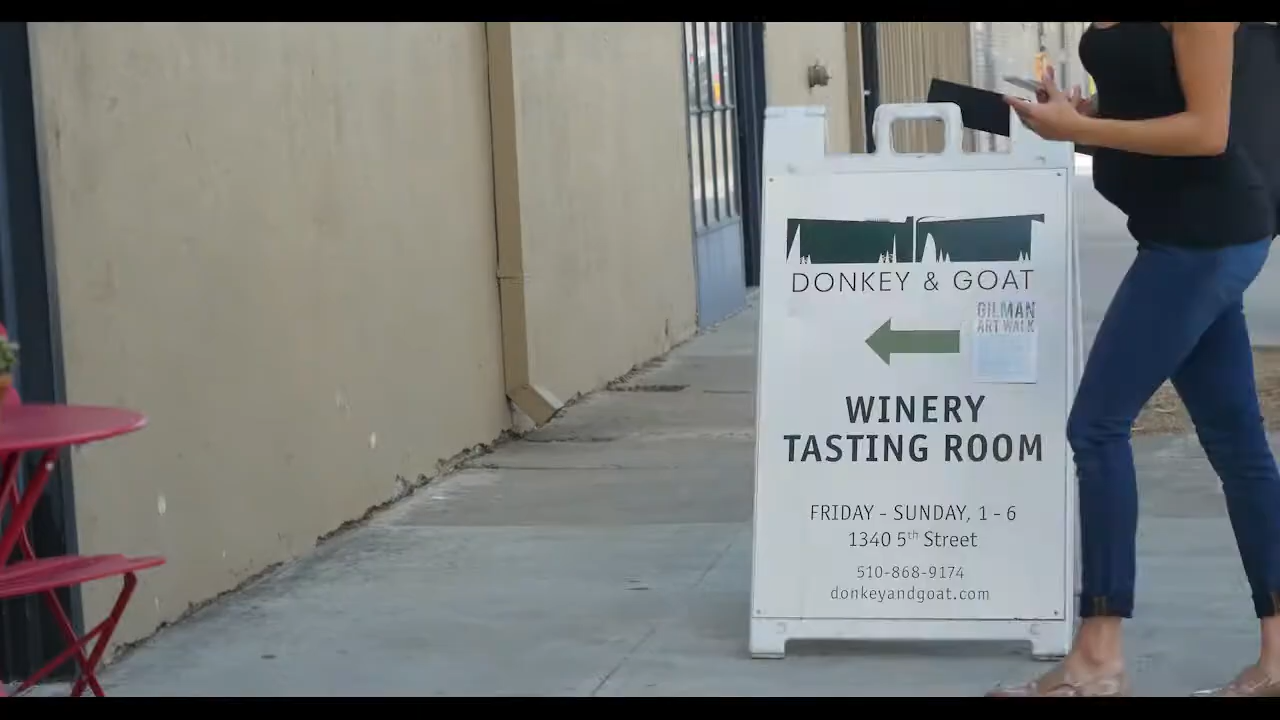 DONKEY & GOAT
GILMAN
ART WALK
WINERY
TASTING ROOM
FRIDAY - SUNDAY, 1 - 6
1340 5th Street
510-868-9174
donkeyandgoat.com